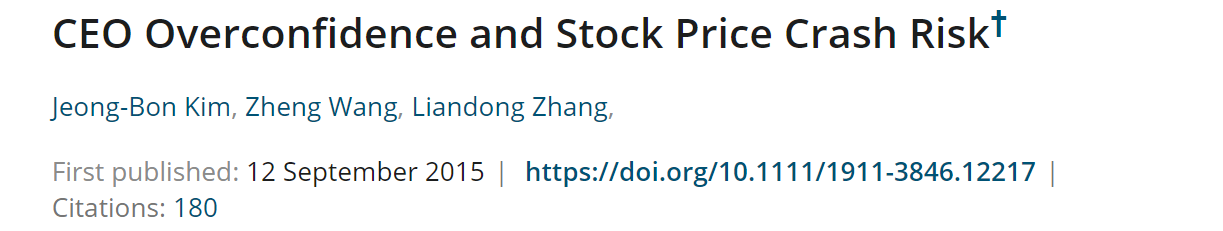 CEO Overconfidence and Stock Price Crash Risk†
Jeong-Bon Kim, Zheng Wang, Liandong Zhang,
First published: 12 September 2015 | https://doi.org/10.1111/1911-3846.12217 |
Citations: 180